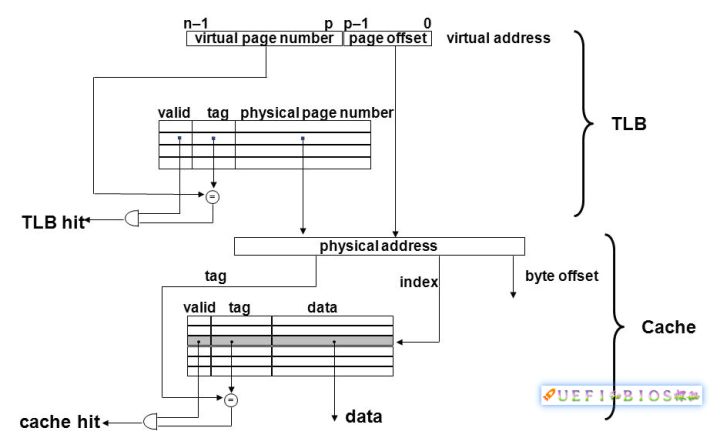 n–1 p p–1 0
virtual page number page offset virtual address
valid tag physical page number
TLB
=
TLB hit
physical address
tag
index
byte offset
valid tag data
Cache
UEFI BIOS
=
cache hit
data